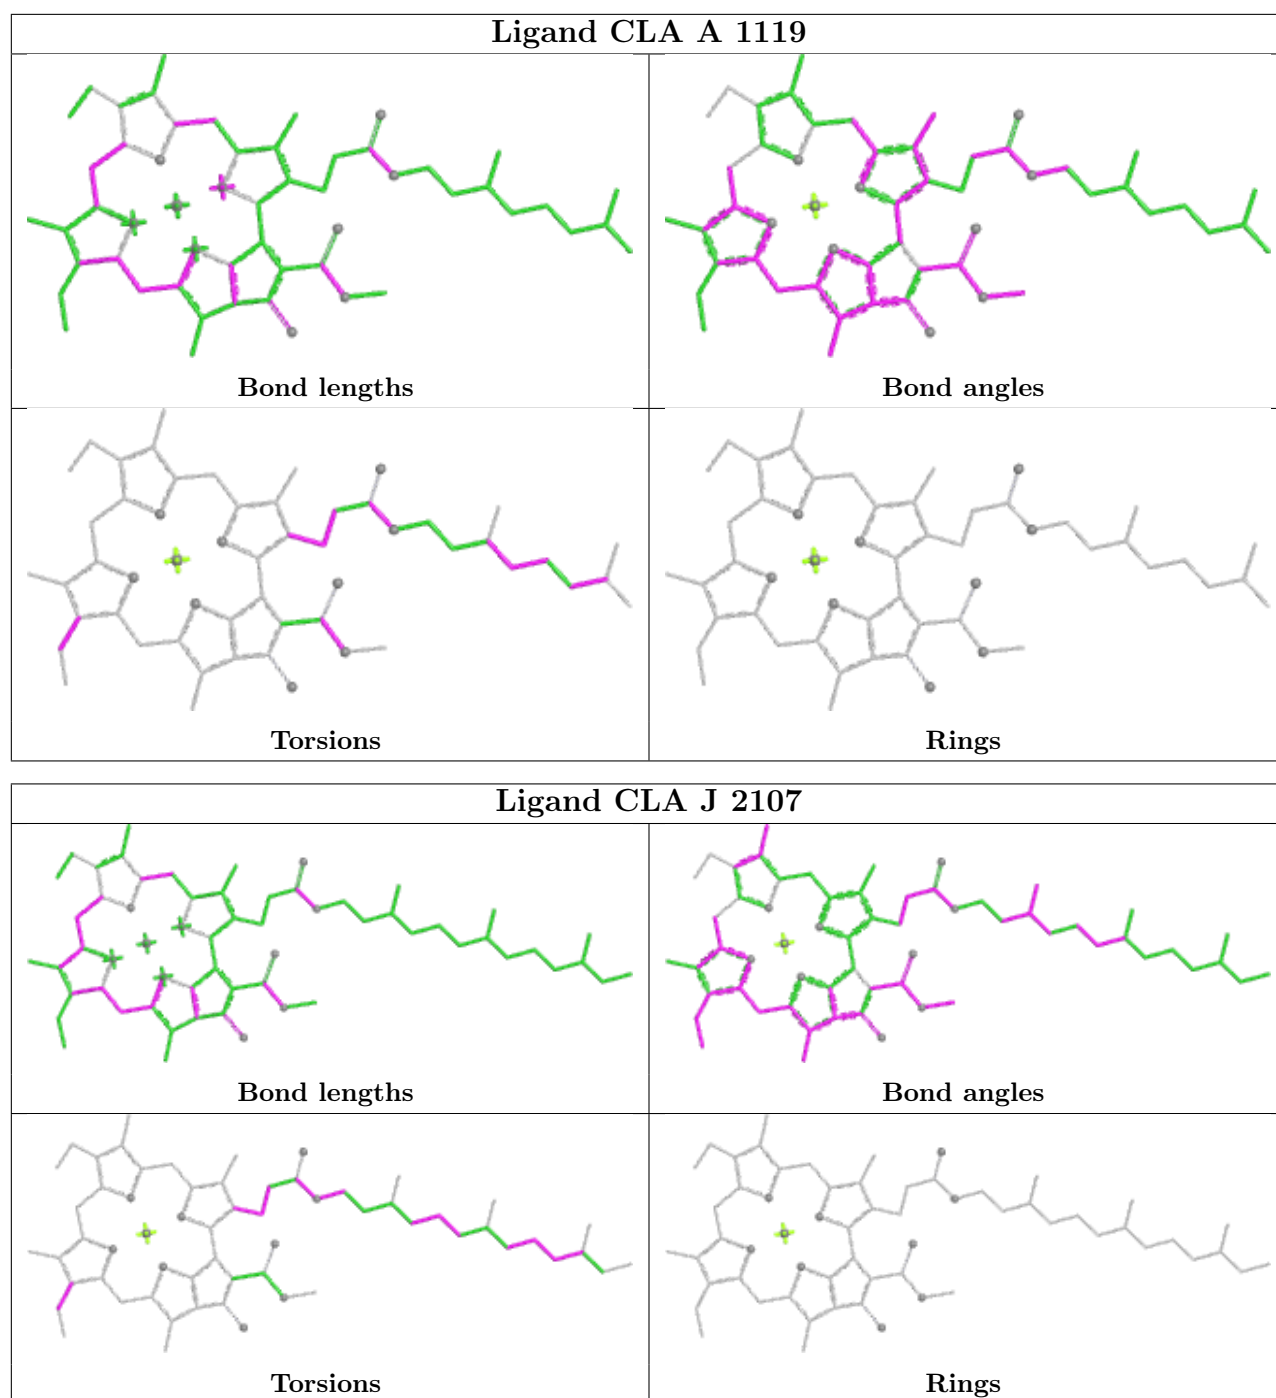 Ligand CLA A 1119
Bond lengths
Bond angles
Torsions
Rings
Ligand CLA J 2107
Bond lengths
Bond angles
Torsions
Rings